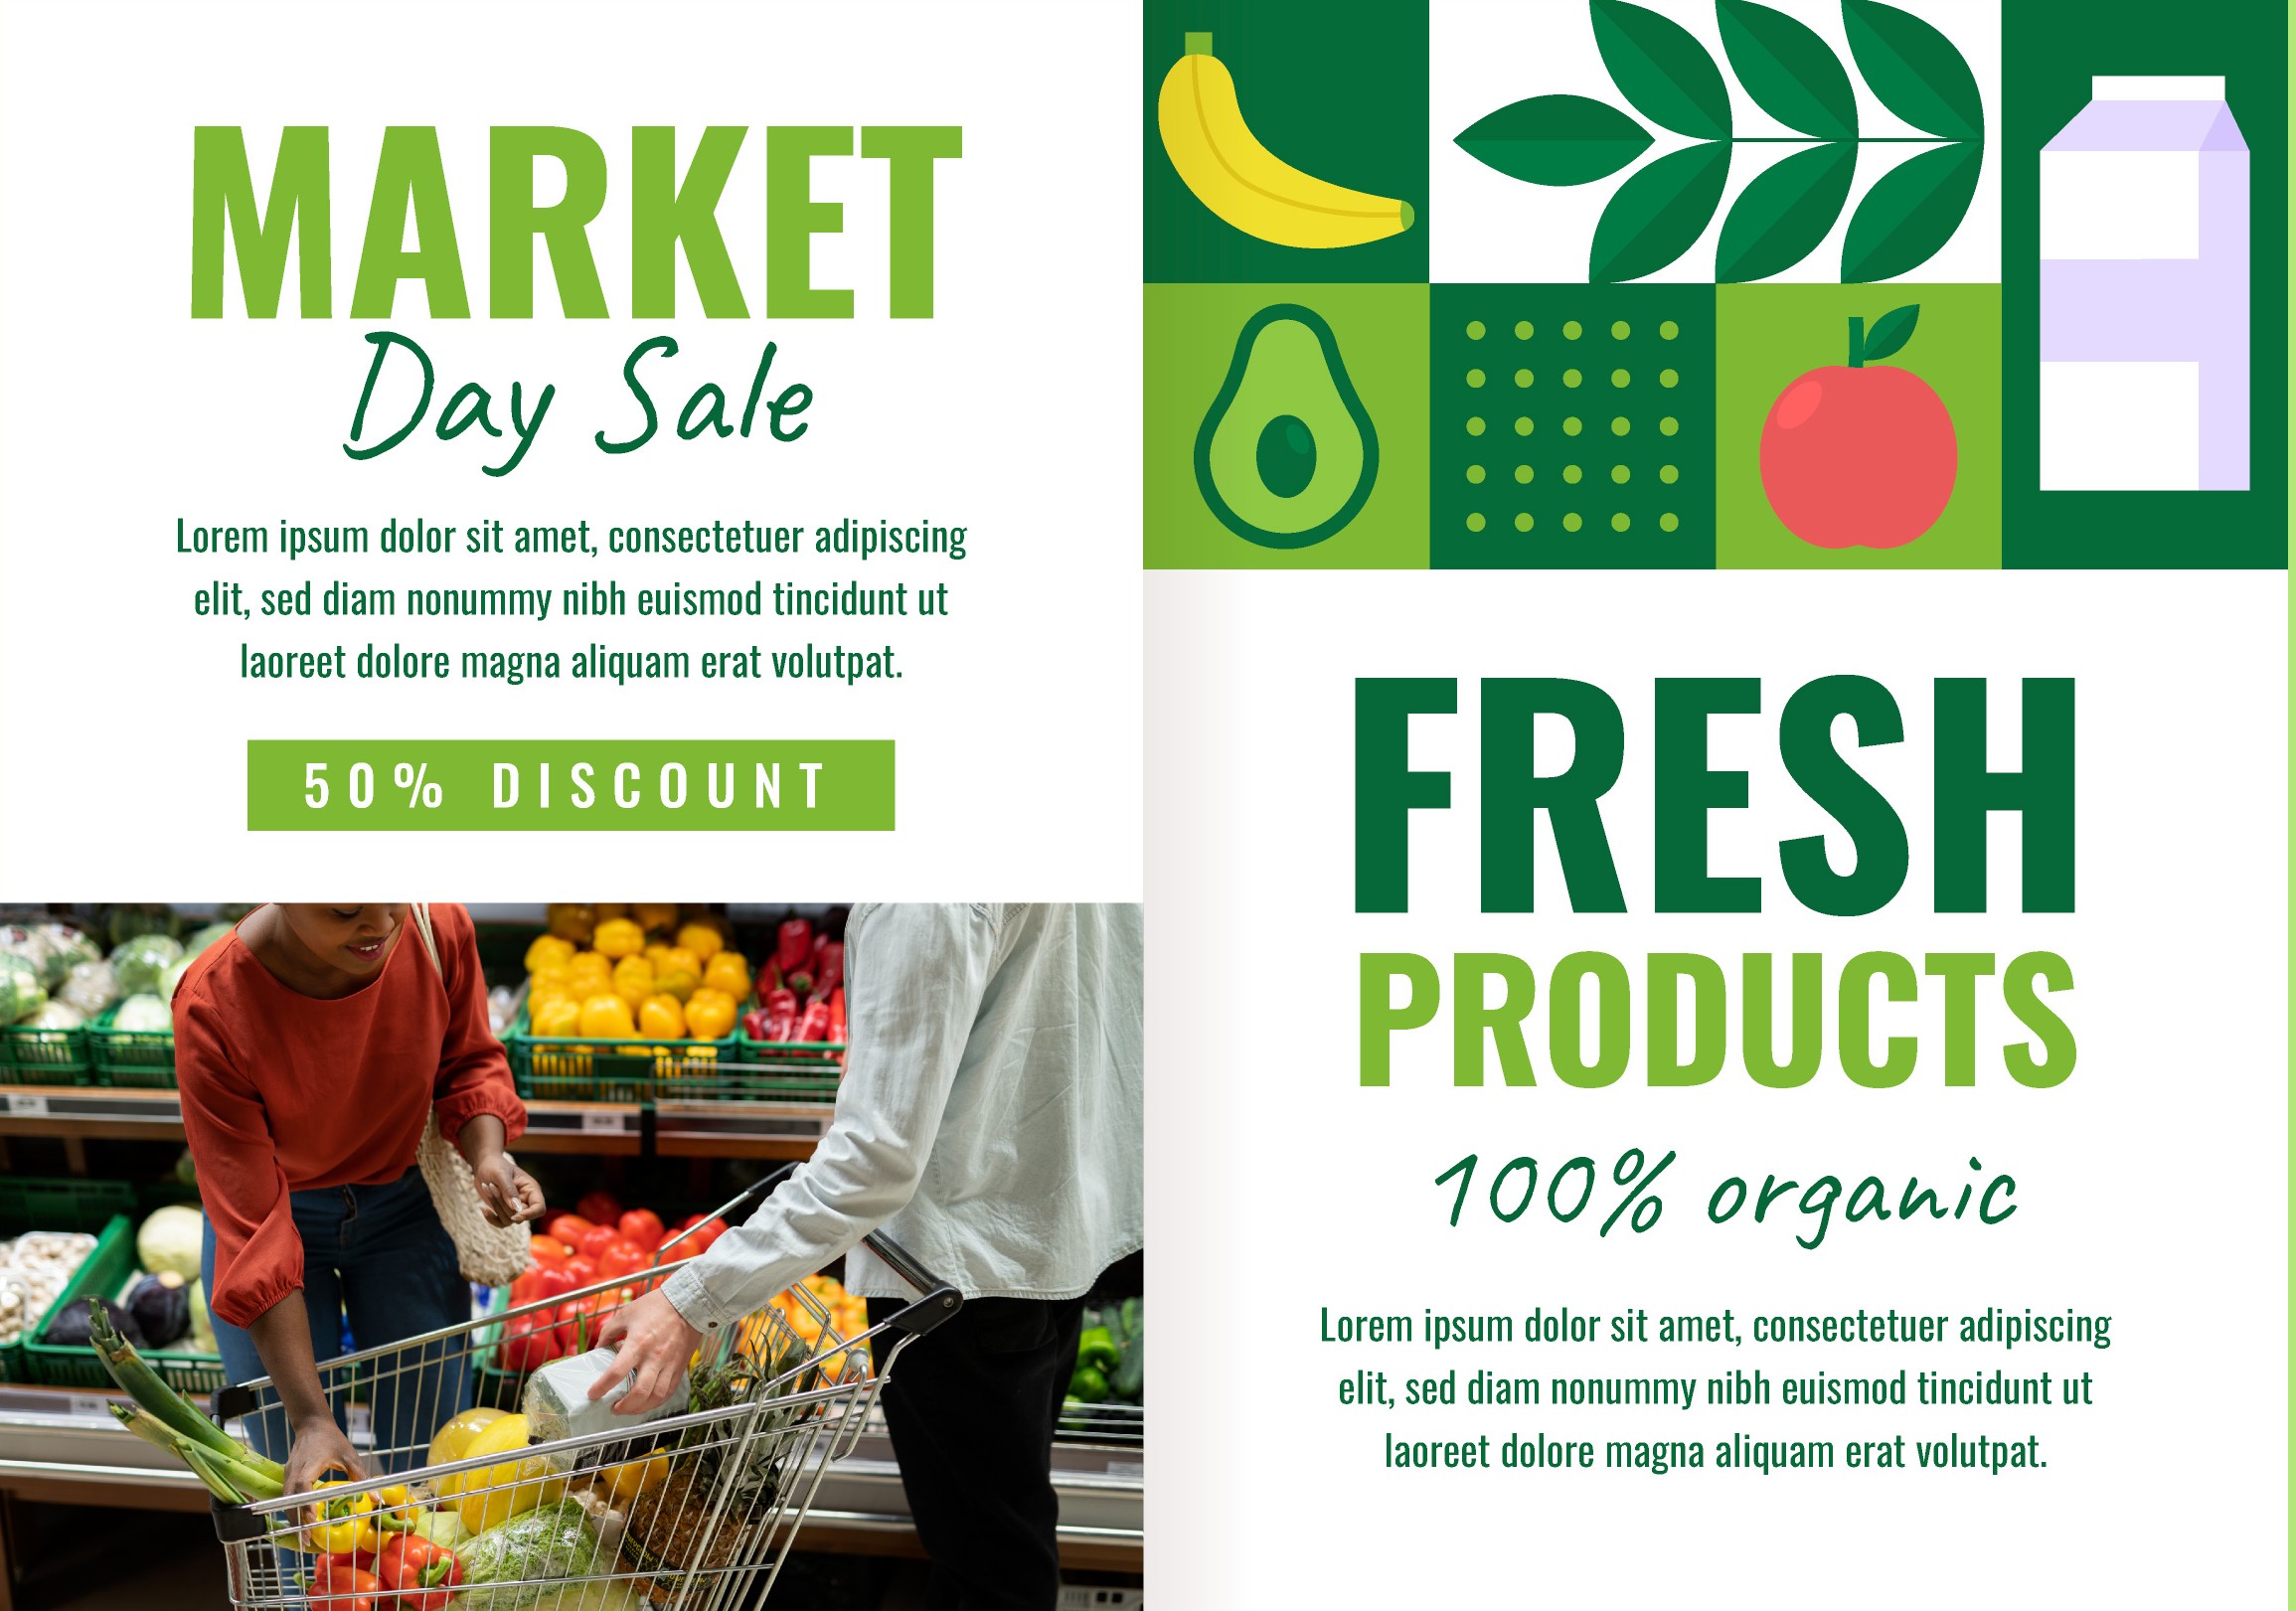 MARKET
Day Sale
Lorem ipsum dolor sit amet, consectetuer adipiscing
elit, sed diam nonummy nibh euismod tincidunt ut
laoreet dolore magna aliquam erat volutpat.
50% DISCOUNT
FRESH
PRODUCTS
100% organic
Lorem ipsum dolor sit amet, consectetuer adipiscing
elit, sed diam nonummy nibh euismod tincidunt ut
laoreet dolore magna aliquam erat volutpat.